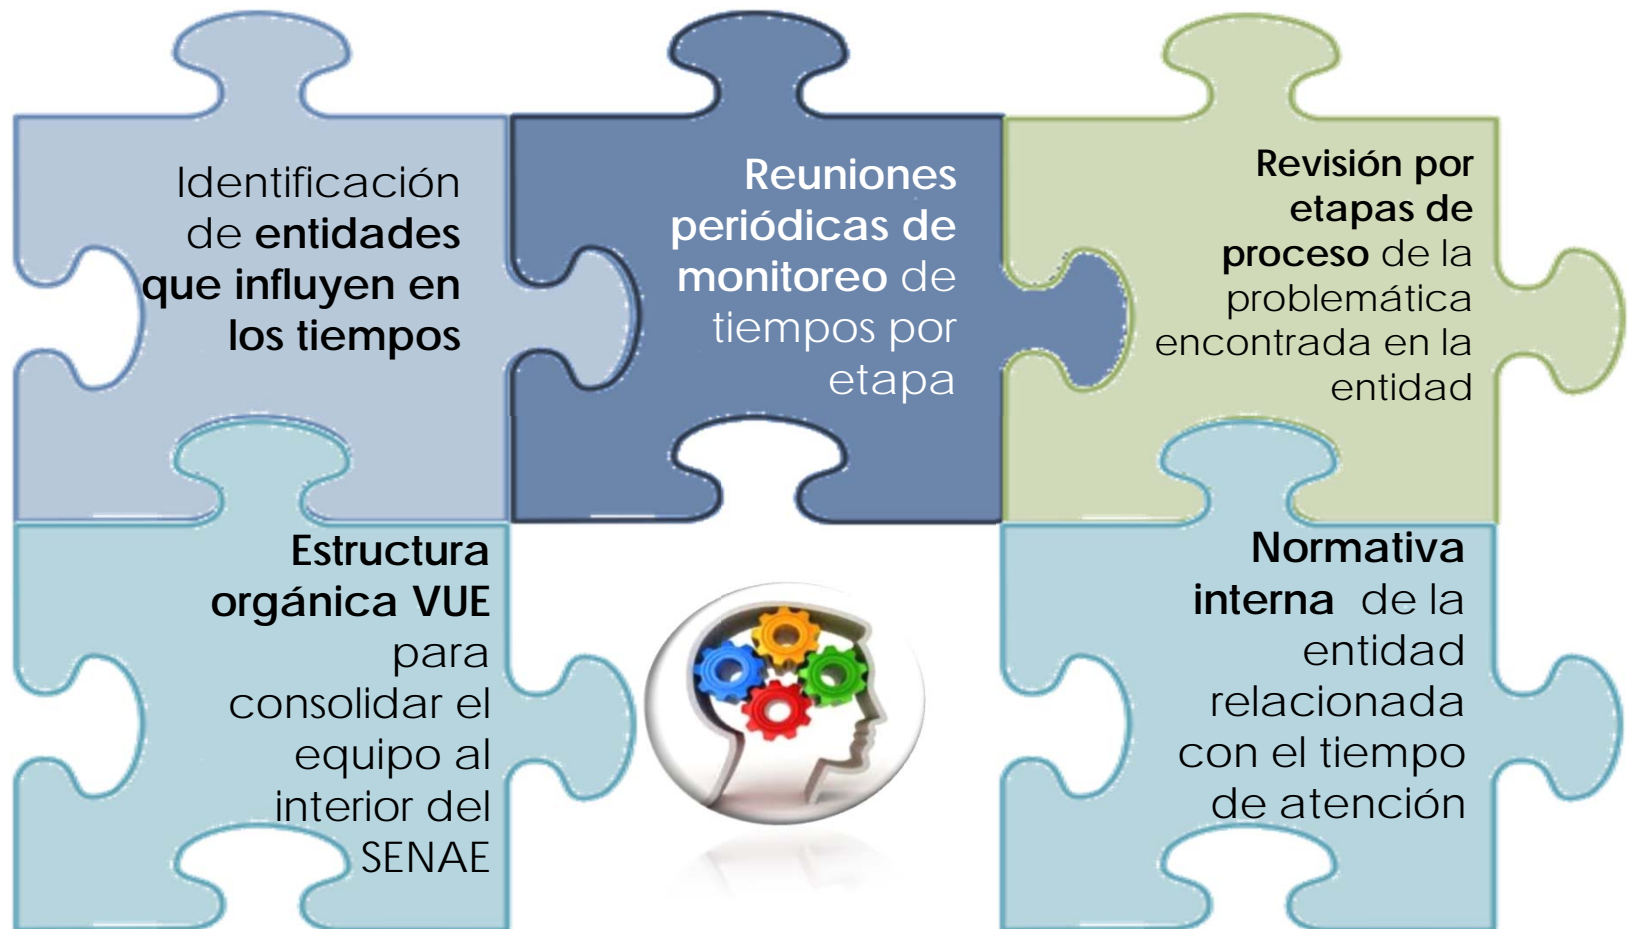 Identificación
de entidades
que influyen en
los tiempos
Reuniones
periódicas de
monitoreo de
tiempos por
etapa
Revisión por
etapas de
proceso de la
problemática
encontrada en la
entidad
Estructura
orgánica VUE
para
consolidar el
equipo al
interior del
SENAE
Normativa
interna de la
entidad
relacionada
con el tiempo
de atención